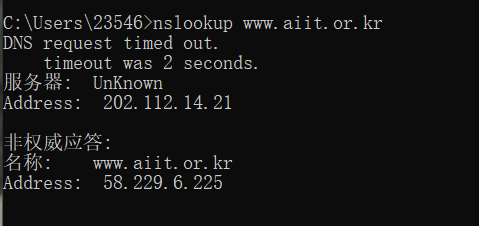 C:\Users\23546>nslookup www.aiit.or.kr
DNS request timed out.
    timeout was 2 seconds.
服务器:  UnKnown
Address:  202.112.14.21

非权威应答:
名称:    www.aiit.or.kr
Address:  58.229.6.225